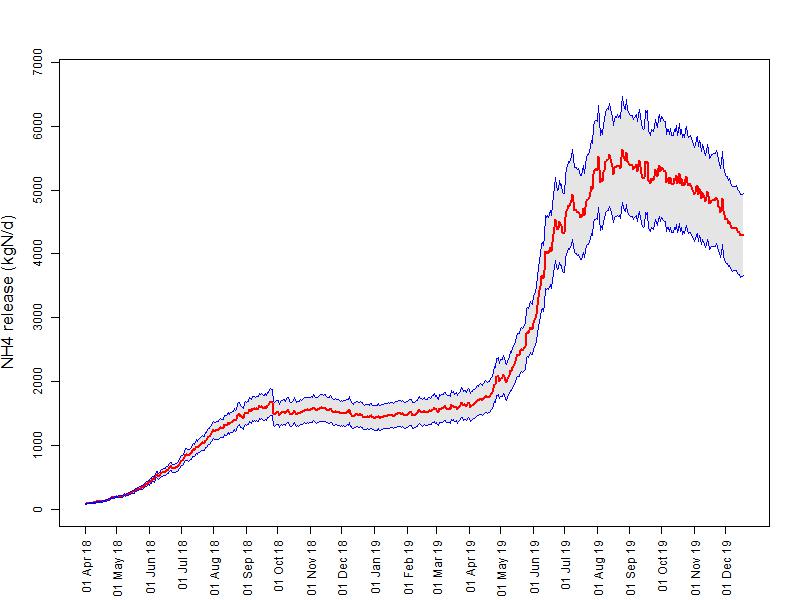 NH4 release (kgN/d)
7000
6000
5000
4000
3000
2000
1000
0
01 Apr 18
01 May 18
01 Jun 18
01 Jul 18
01 Aug 18
01 Sep 18
01 Oct 18
01 Nov 18
01 Dec 18
01 Jan 19
01 Feb 19
01 Mar 19
01 Apr 19
01 May 19
01 Jun 19
01 Jul 19
01 Aug 19
01 Sep 19
01 Oct 19
01 Nov 19
01 Dec 19